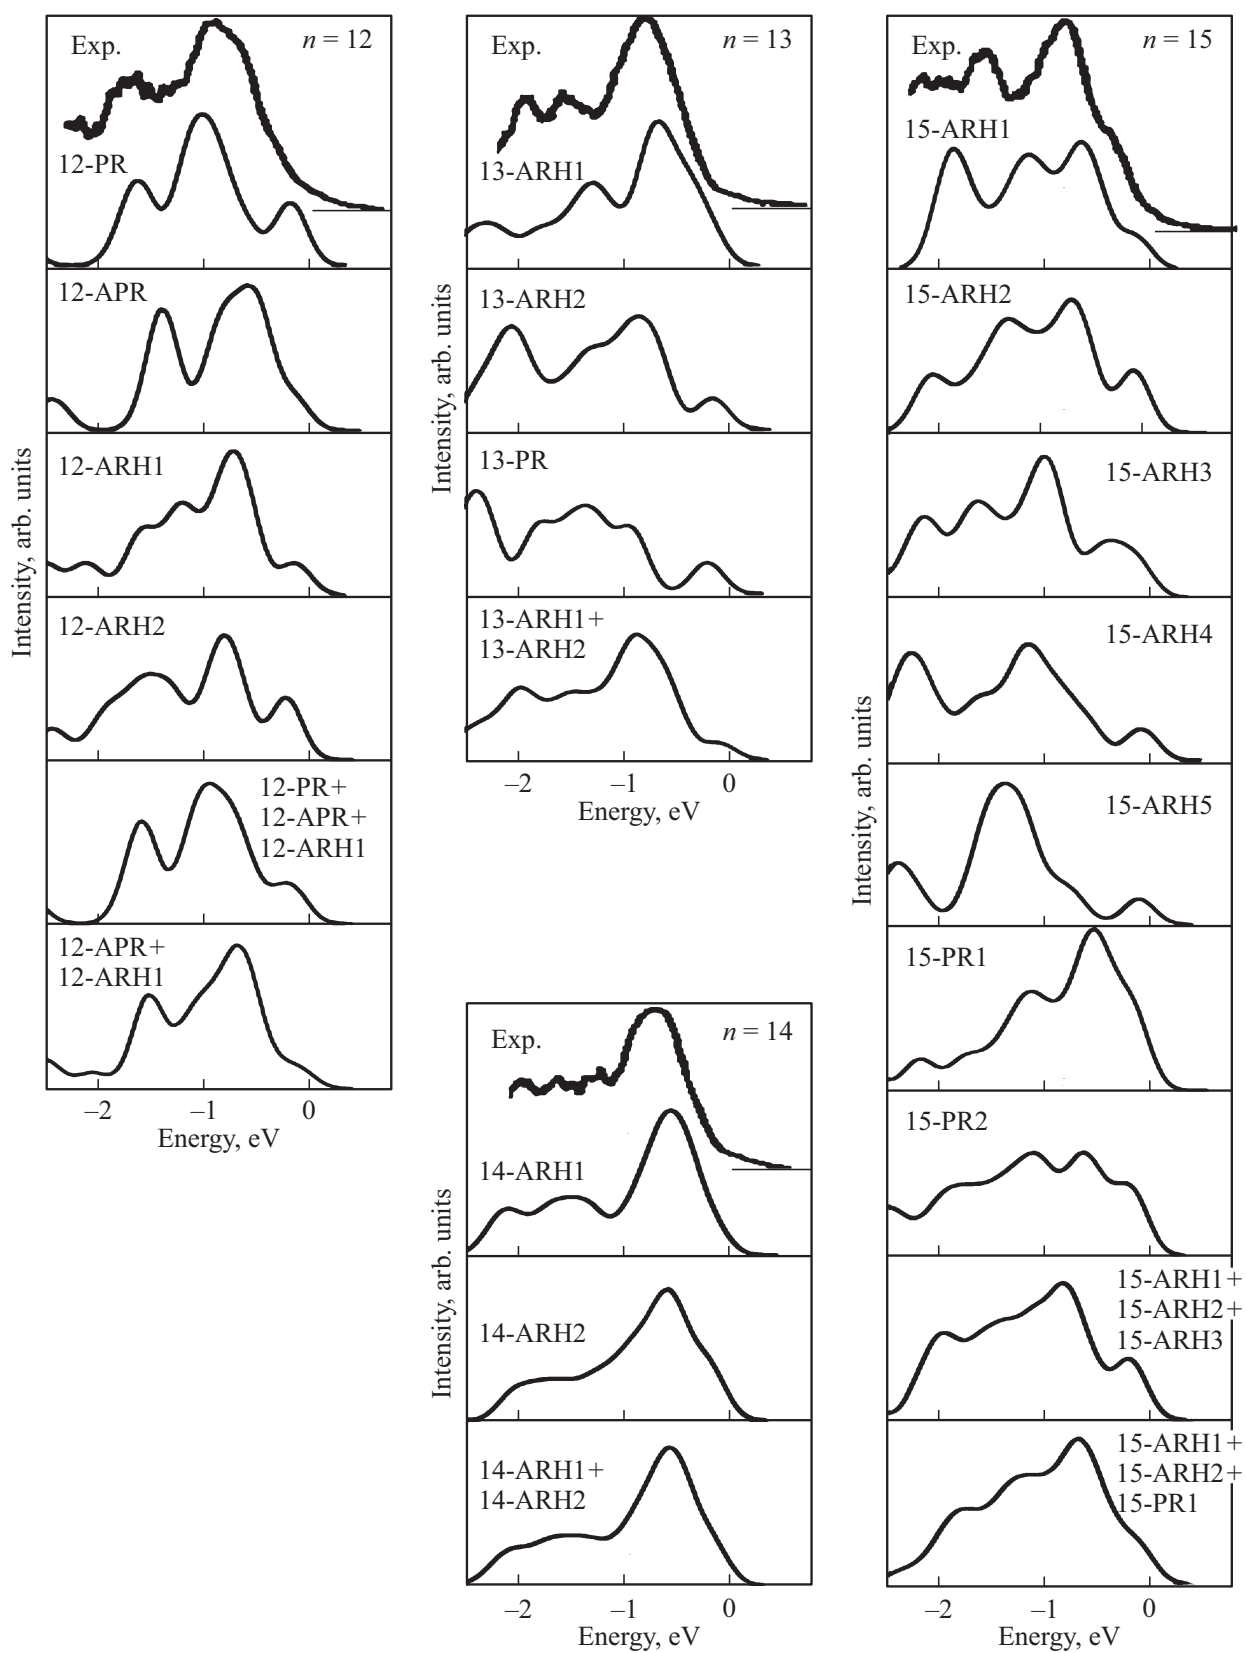 Exp.
n = 12
12-PR
12-APR
12-ARH1
12-ARH2
12-PR+
12-APR+
12-ARH1
12-APR+
12-ARH1
–2
–1
0
Energy, eV
Intensity, arb. units
Exp.
n = 13
13-ARH1
13-ARH2
13-PR
13-ARH1+
13-ARH2
–2
–1
0
Energy, eV
Intensity, arb. units
Exp.
n = 14
14-ARH1
14-ARH2
14-ARH1+
14-ARH2
–2
–1
0
Energy, eV
Intensity, arb. units
Exp.
n = 15
15-ARH1
15-ARH2
15-ARH3
15-ARH4
15-ARH5
15-PR1
15-PR2
15-ARH1+
15-ARH2+
15-ARH3
15-ARH1+
15-ARH2+
15-PR1
–2
–1
0
Energy, eV
Intensity, arb. units